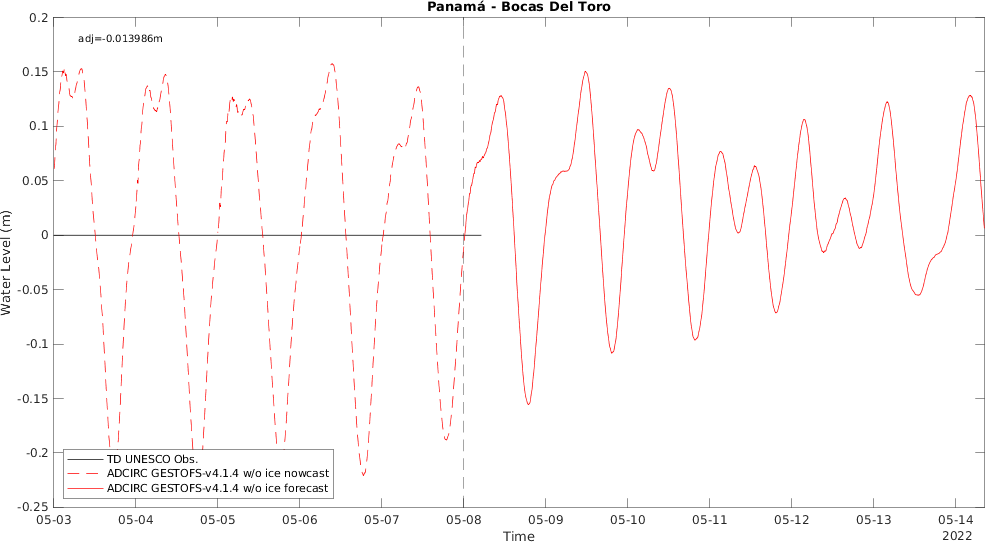 Panamá - Bocas Del Toro
adj=-0.013986m
Water Level (m)
0.2
0.15
0.1
0.05
0
-0.05
-0.1
-0.15
-0.2
-0.25
TD UNESCO Obs.
ADCIRC GESTOFS-v4.1.4 w/o ice nowcast
ADCIRC GESTOFS-v4.1.4 w/o ice forecast
05-03 05-04 05-05 05-06 05-07 05-08 05-09 05-10 05-11 05-12 05-13 05-14
Time
2022